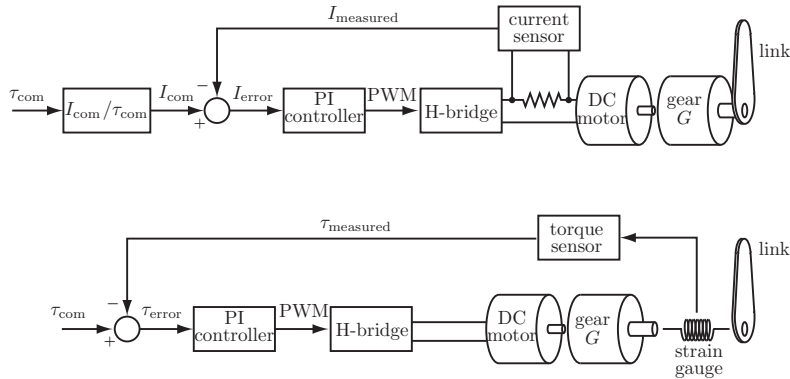 I_measured
current
sensor
link
τ_com
I_com/τ_com
I_com
−
+
I_error
PI
controller
PWM
H-bridge
DC
motor
gear
G
τ_measured
torque
sensor
link
τ_com
−
+
τ_error
PI
controller
PWM
H-bridge
DC
motor
gear
G
strain
gauge